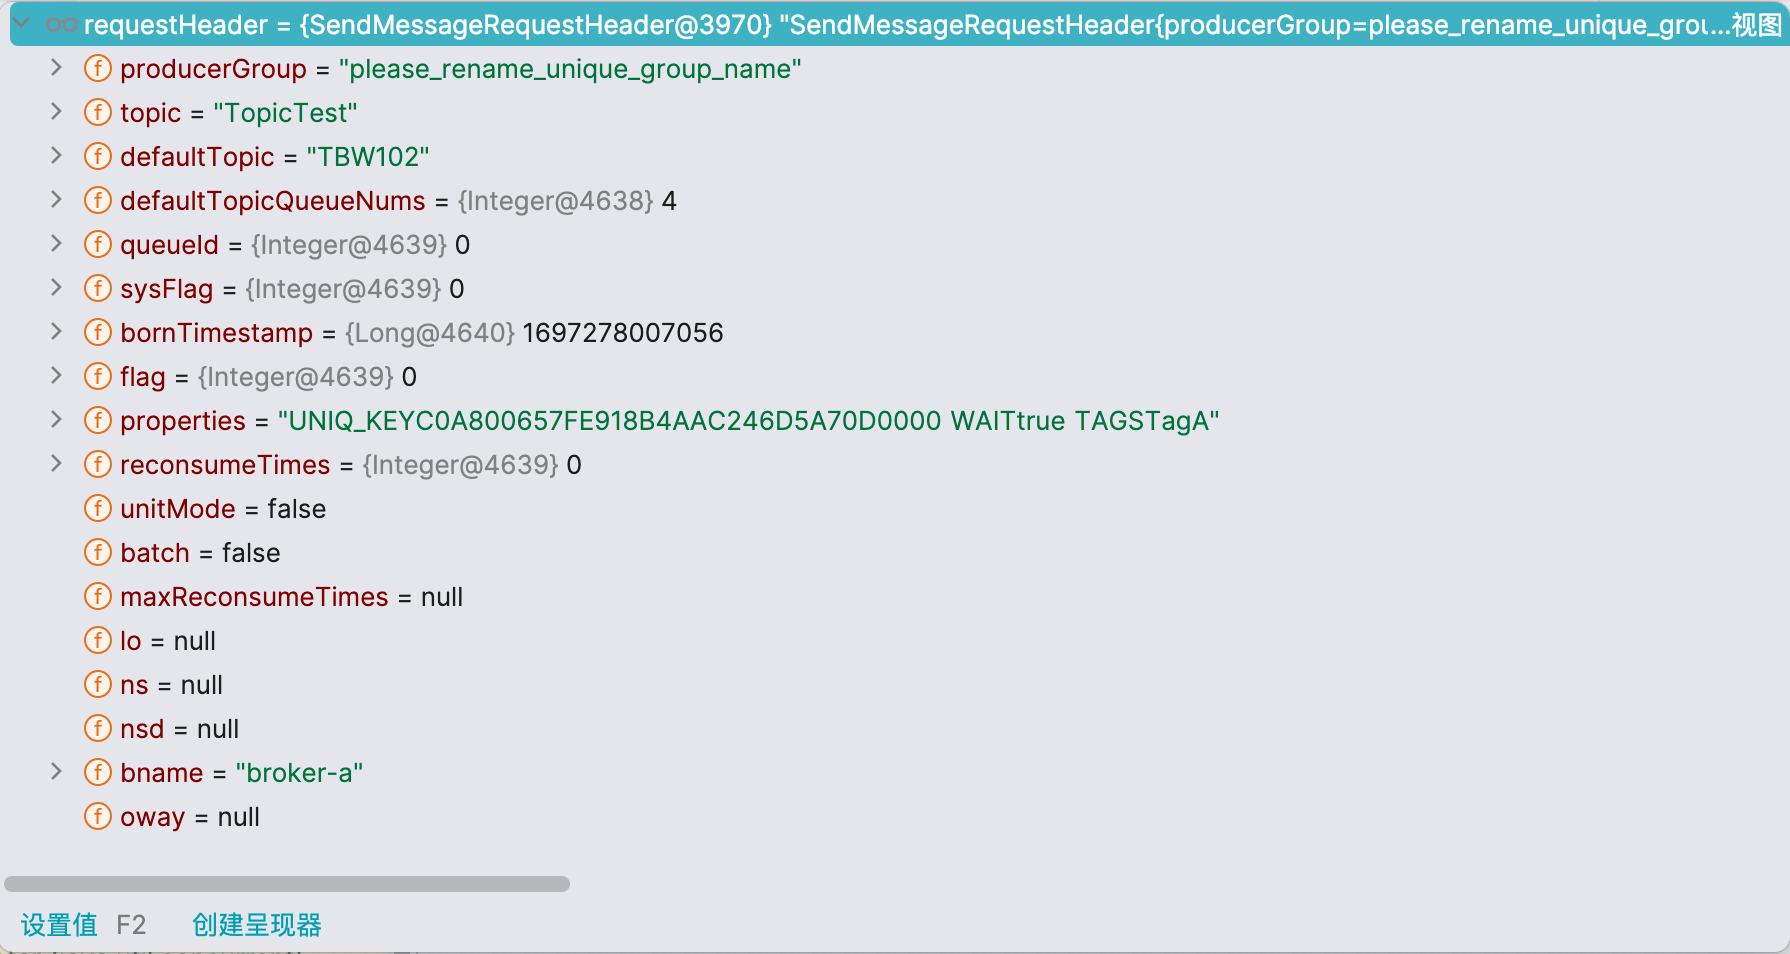 requestHeader = {SendMessageRequestHeader@3970} "SendMessageRequestHeader{producerGroup=please_rename_unique_grou...视图
producerGroup = "please_rename_unique_group_name"
topic = "TopicTest"
defaultTopic = "TBW102"
defaultTopicQueueNums = {Integer@4638} 4
queueId = {Integer@4639} 0
sysFlag = {Integer@4639} 0
bornTimestamp = {Long@4640} 1697278007056
flag = {Integer@4639} 0
properties = "UNIQ_KEYC0A800657FE918B4AAC246D5A70D0000 WAITtrue TAGSTagA"
reconsumeTimes = {Integer@4639} 0
unitMode = false
batch = false
maxReconsumeTimes = null
lo = null
ns = null
nsd = null
bname = "broker-a"
oway = null
设置值 F2 创建呈现器